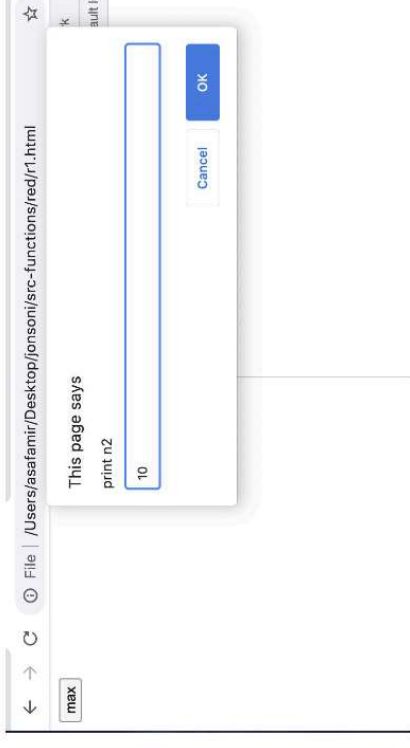 File | /Users/asafamir/Desktop/jonsoni/src-functions/red/r1.html
max
This page says
print n2
10
Cancel
OK
ault l